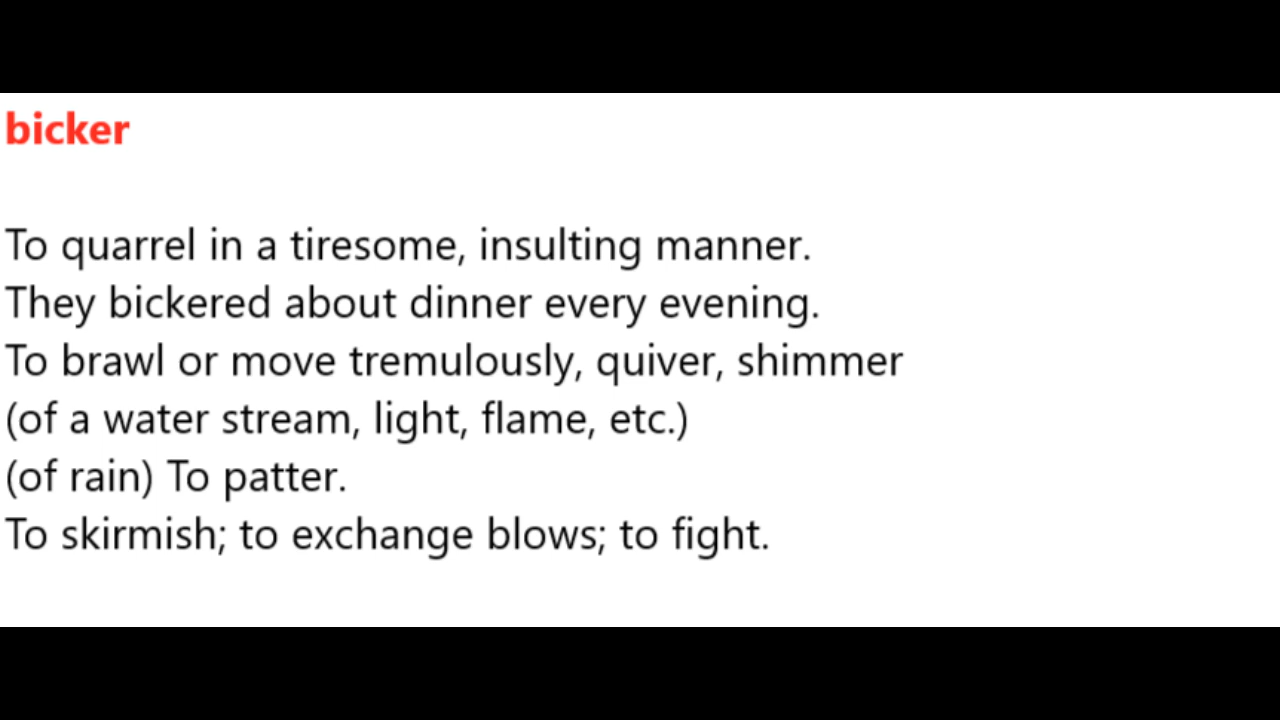 bicker
To quarrel in a tiresome, insulting manner.
They bickered about dinner every evening.
To brawl or move tremulously, quiver, shimmer
(of a water stream, light, flame, etc.)
(of rain) To patter.
To skirmish; to exchange blows; to fight.